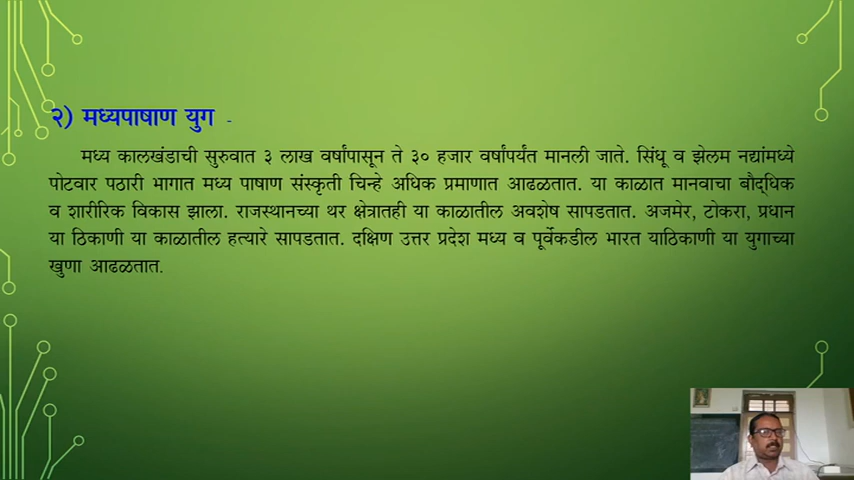 २) मध्यपाषाण युग -
मध्य कालखंडाची सुरुवात ३ लाख वर्षांपासून ते ३० हजार वर्षांपर्यंत मानली जाते. सिंधू व झेलम नद्यांमध्ये
पोटवार पठारी भागात मध्य पाषाण संस्कृती चिन्हे अधिक प्रमाणात आढळतात. या काळात मानवाचा बौद्धिक
व शारीरिक विकास झाला. राजस्थानच्या थर क्षेत्रातही या काळातील अवशेष सापडतात. अजमेर, टोकरा, प्रधान
या ठिकाणी या काळातील हत्यारे सापडतात. दक्षिण उत्तर प्रदेश मध्य व पूर्वेकडील भारत याठिकाणी या युगाच्या
खुणा आढळतात.